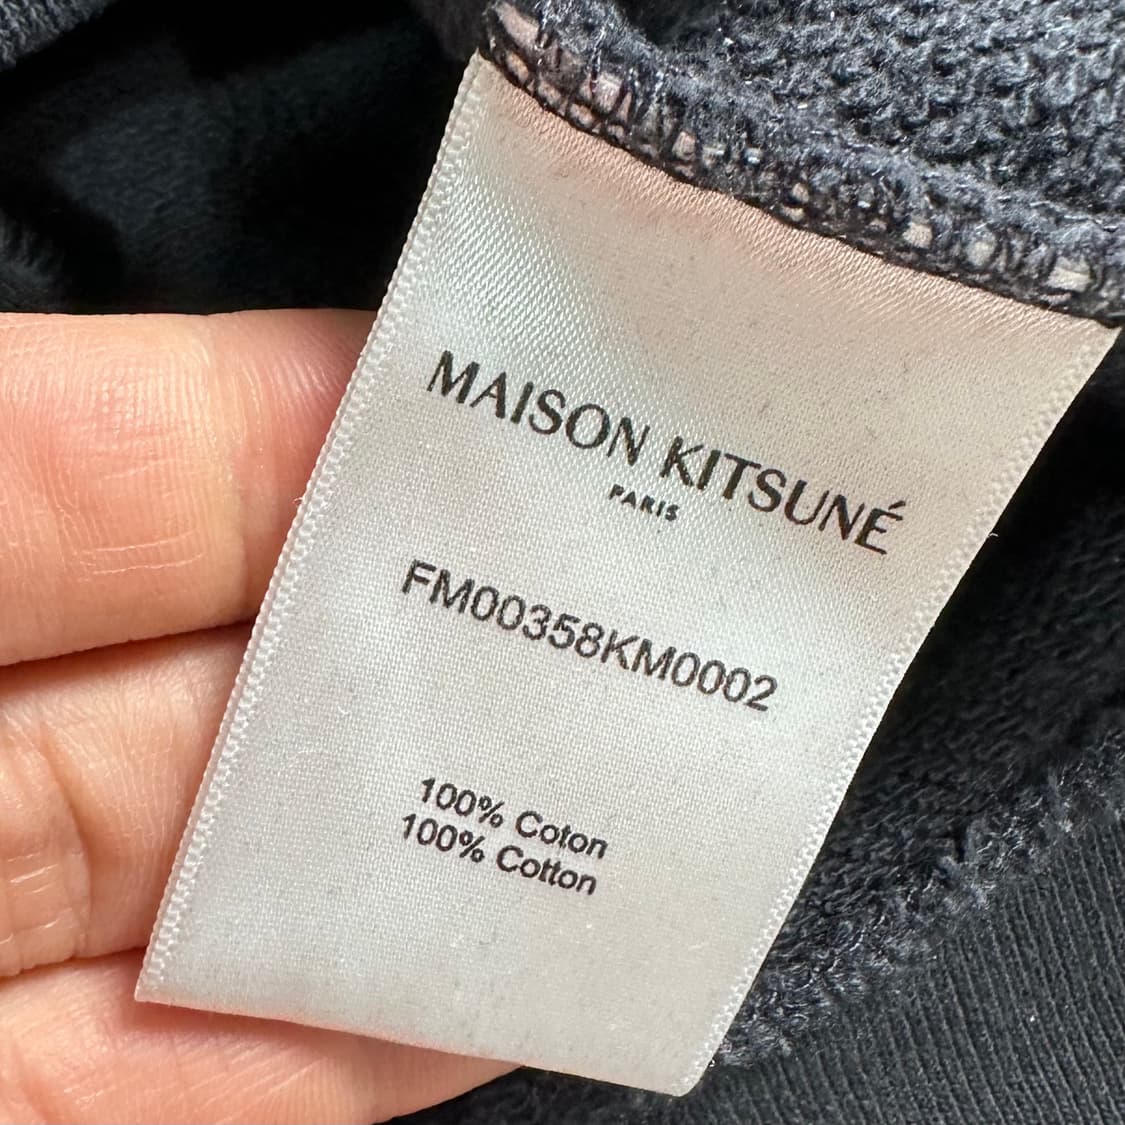 MAISON KITSUNÉ
PARIS
FM00358KM0002
100% Coton
100% Cotton